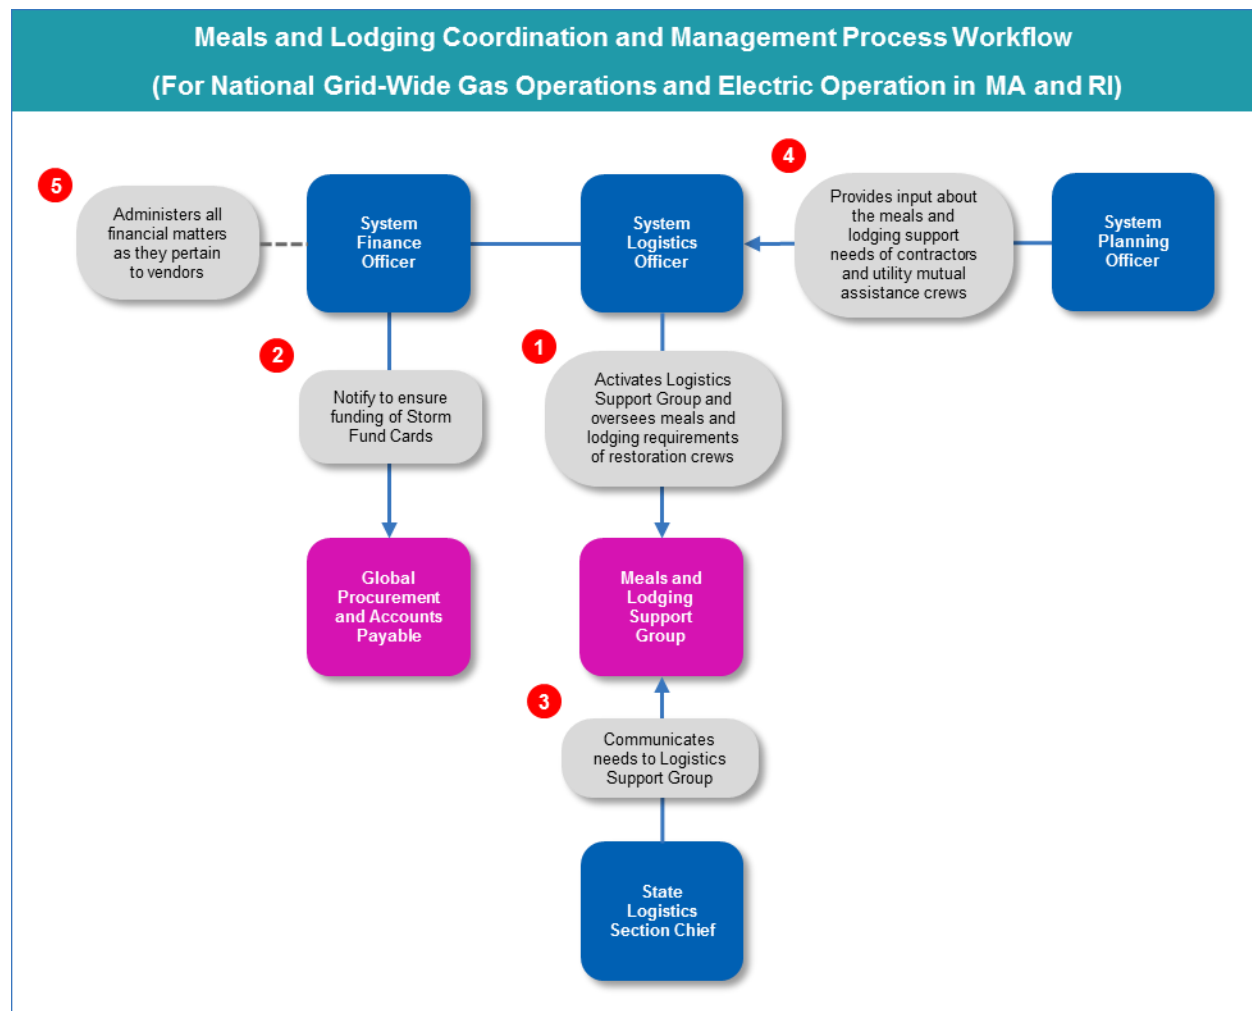 Meals and Lodging Coordination and Management Process Workflow
(For National Grid-Wide Gas Operations and Electric Operation in MA and RI)
5
Administers all
financial matters
as they pertain
to vendors
System
Finance
Officer
System
Logistics
Officer
4
Provides input about
the meals and
lodging support
needs of contractors
and utility mutual
assistance crews
System
Planning
Officer
2
Notify to ensure
funding of Storm
Fund Cards
1
Activates Logistics
Support Group and
oversees meals and
lodging requirements
of restoration crews
Global
Procurement
and Accounts
Payable
Meals and
Lodging
Support
Group
3
Communicates
needs to Logistics
Support Group
State
Logistics
Section Chief